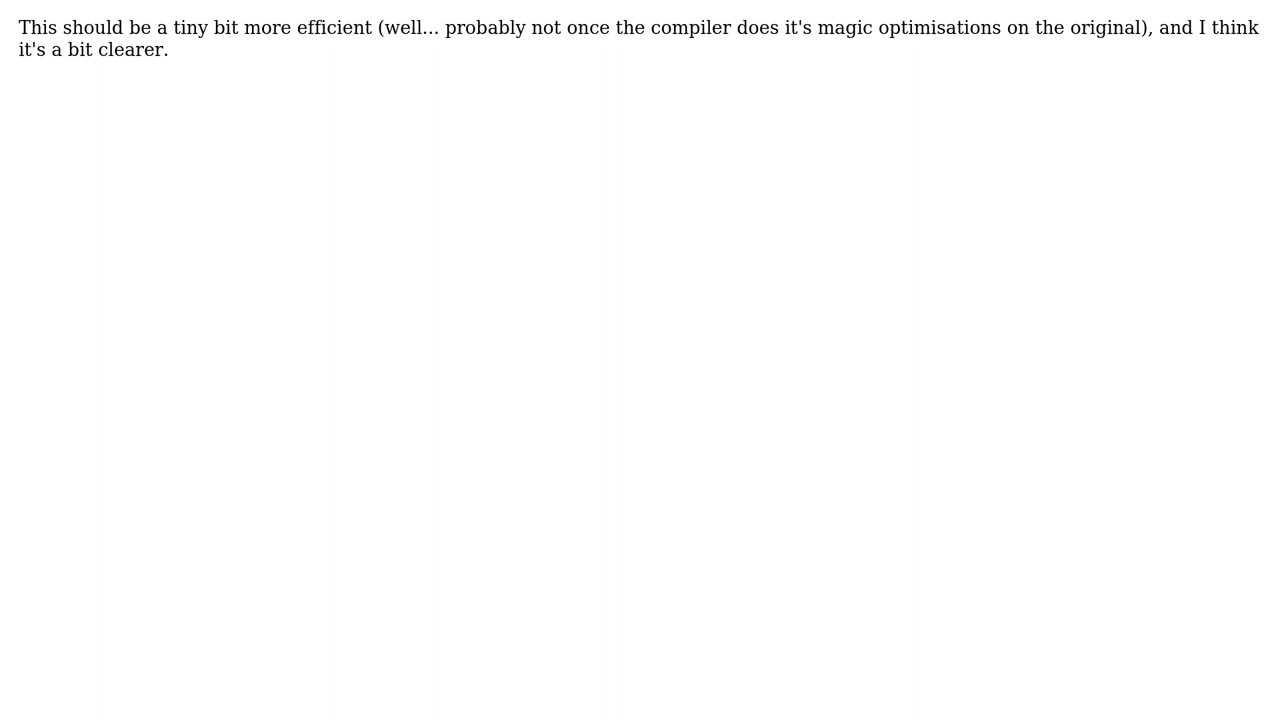 This should be a tiny bit more efficient (well... probably not once the compiler does it's magic optimisations on the original), and I think
it's a bit clearer.